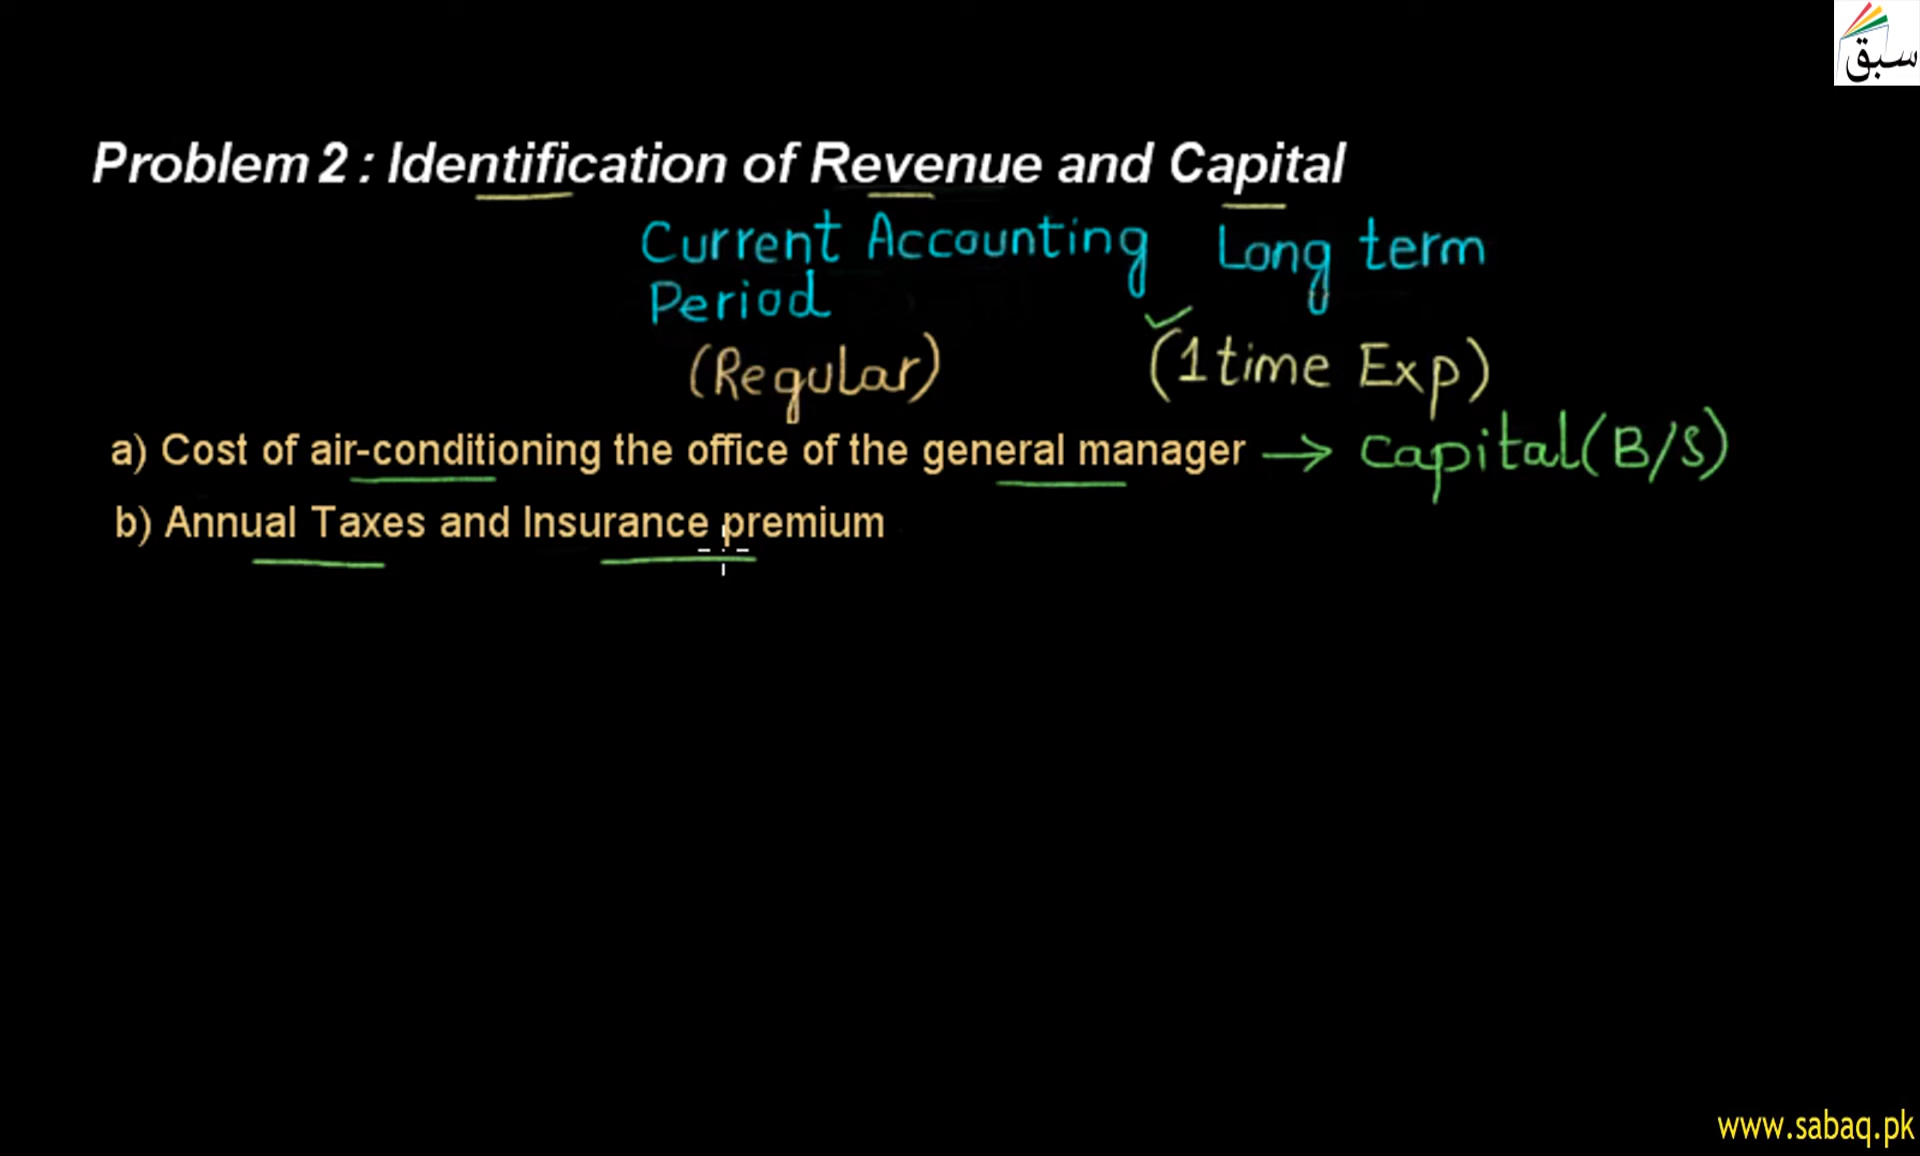 سبق
Problem 2 : Identification of Revenue and Capital
Current Accounting Long term
Period
(Regular) (1 time Exp)
a) Cost of air-conditioning the office of the general manager → Capital (B/S)
b) Annual Taxes and Insurance premium
www.sabaq.pk